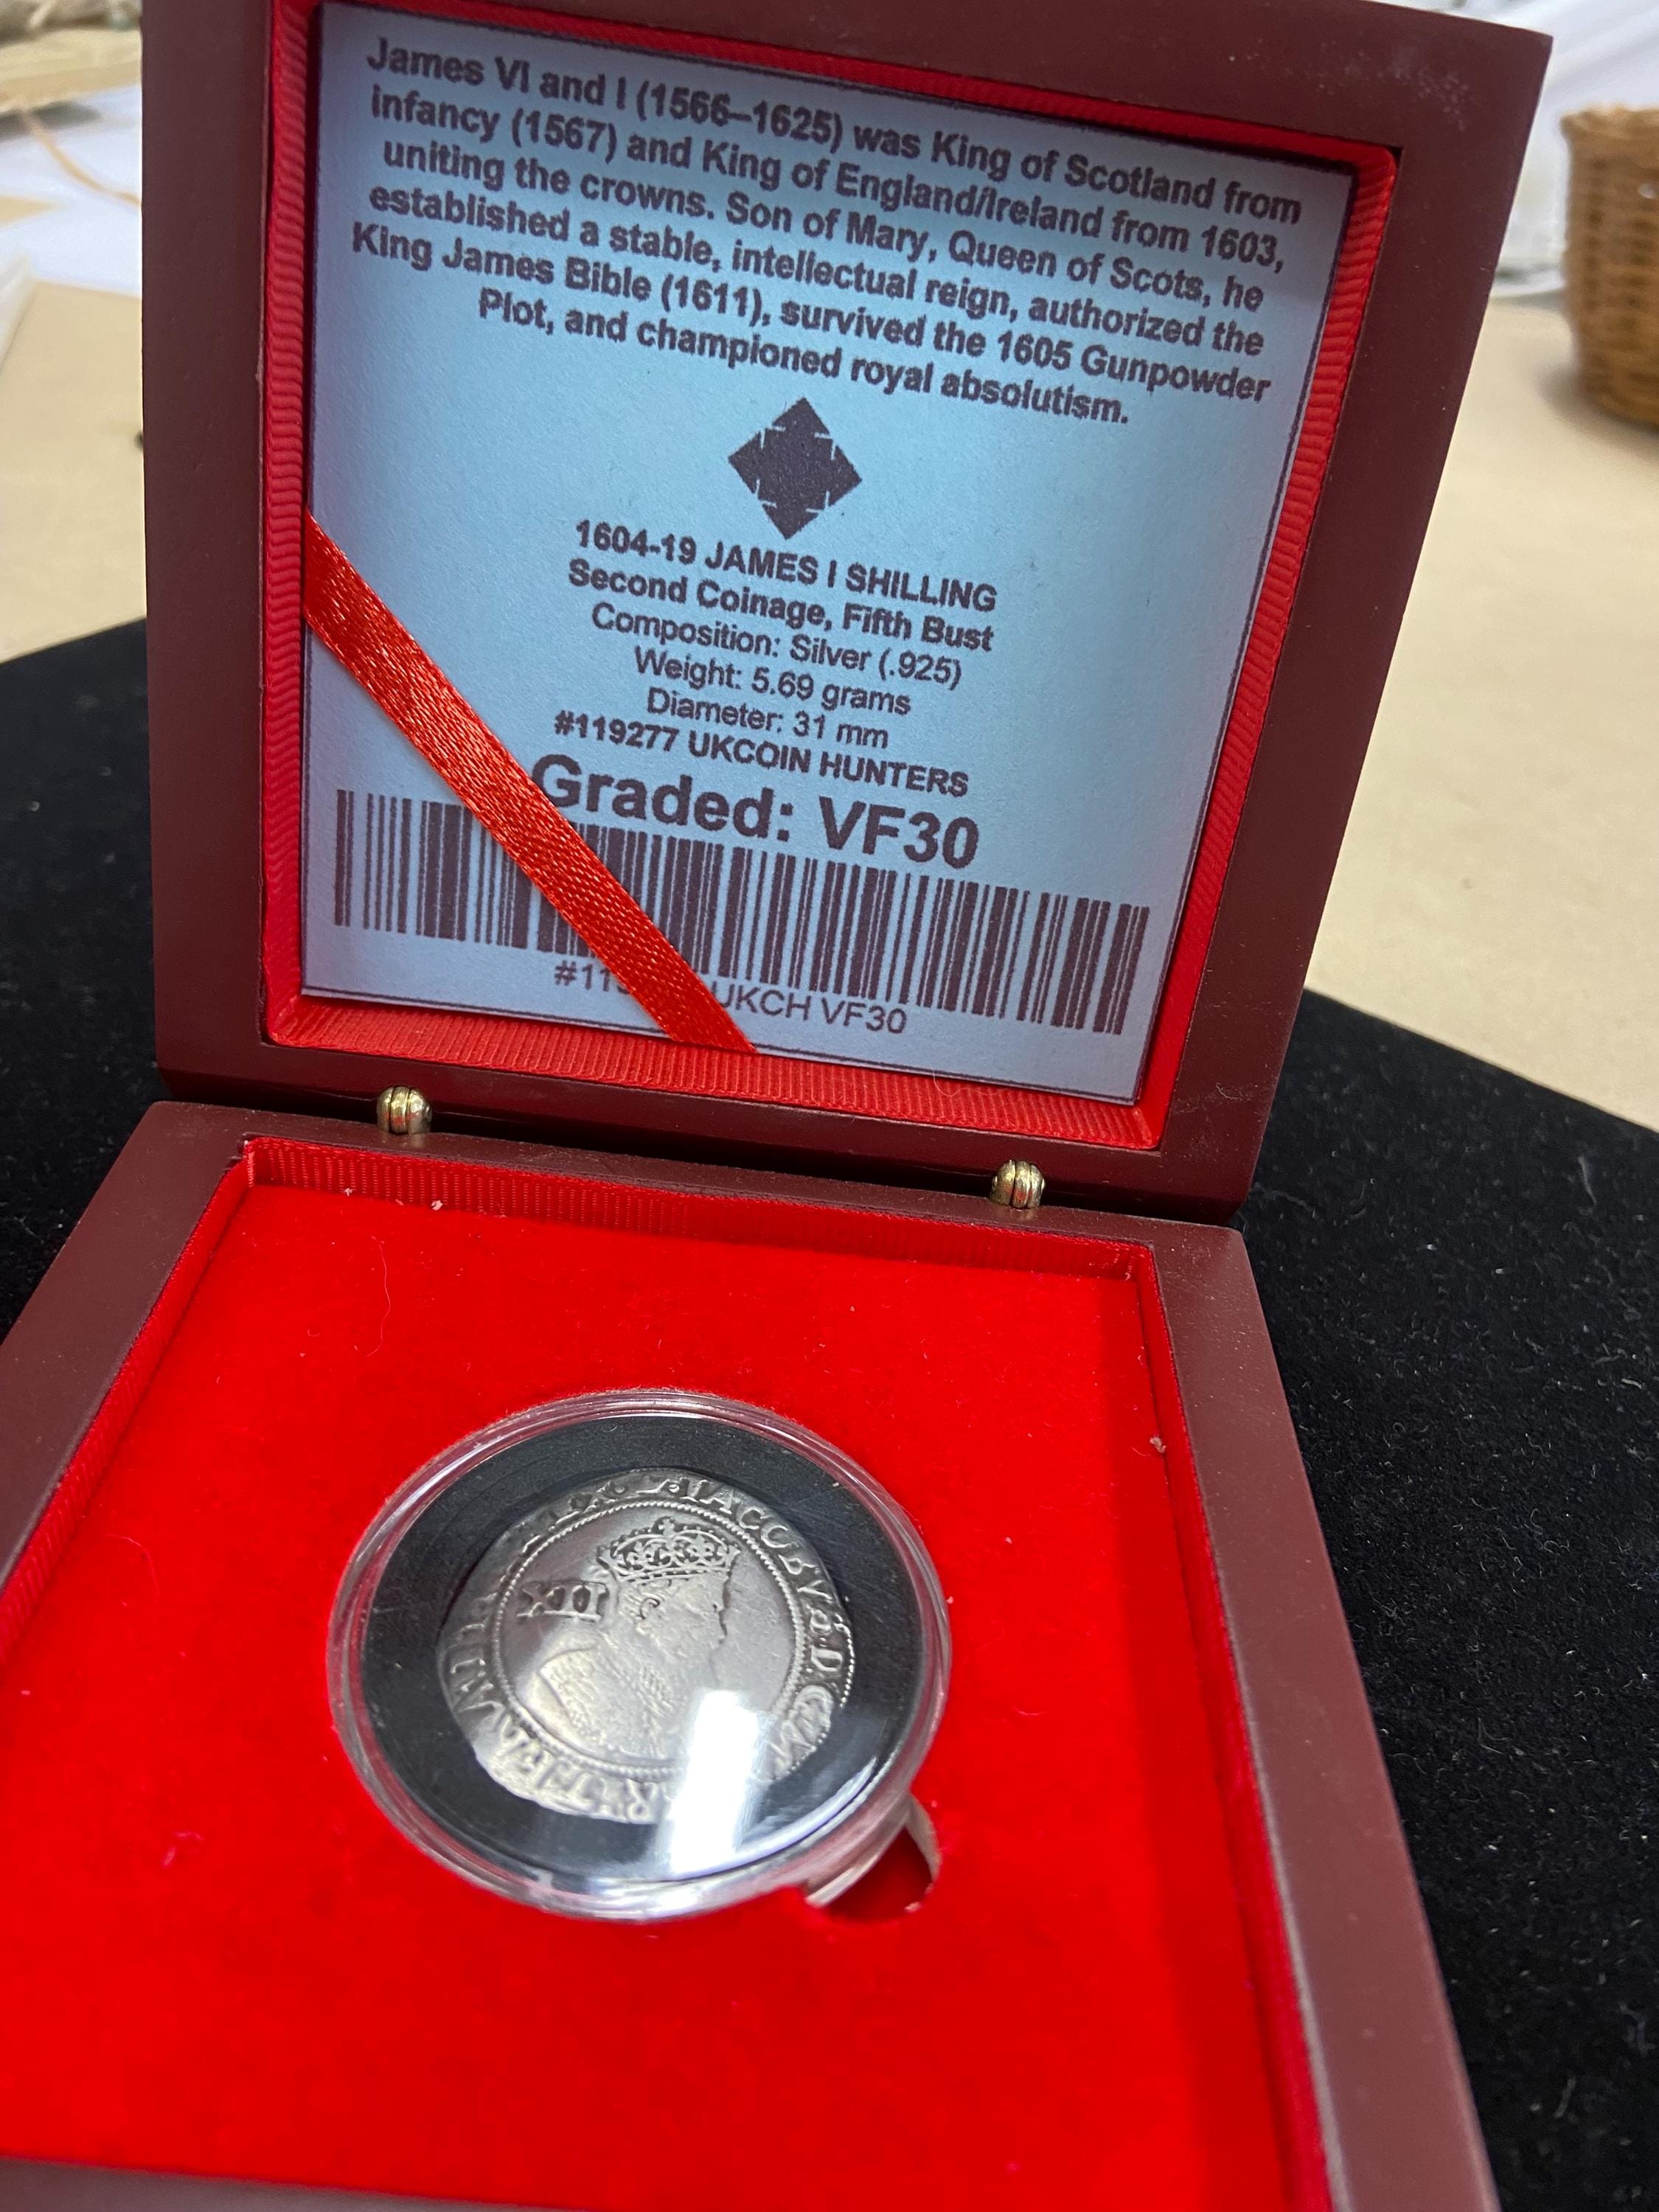 James VI and I (1566–1625) was King of Scotland from
infancy (1567) and King of England/Ireland from 1603,
uniting the crowns. Son of Mary, Queen of Scots, he
established a stable, intellectual reign, authorized the
King James Bible (1611), survived the 1605 Gunpowder
Plot, and championed royal absolutism.
1604-19 JAMES I SHILLING
Second Coinage, Fifth Bust
Composition: Silver (.925)
Weight: 5.69 grams
Diameter: 31 mm
#119277 UKCOIN HUNTERS
Graded: VF30
UKCH VF30
IACOBVS D G
XII